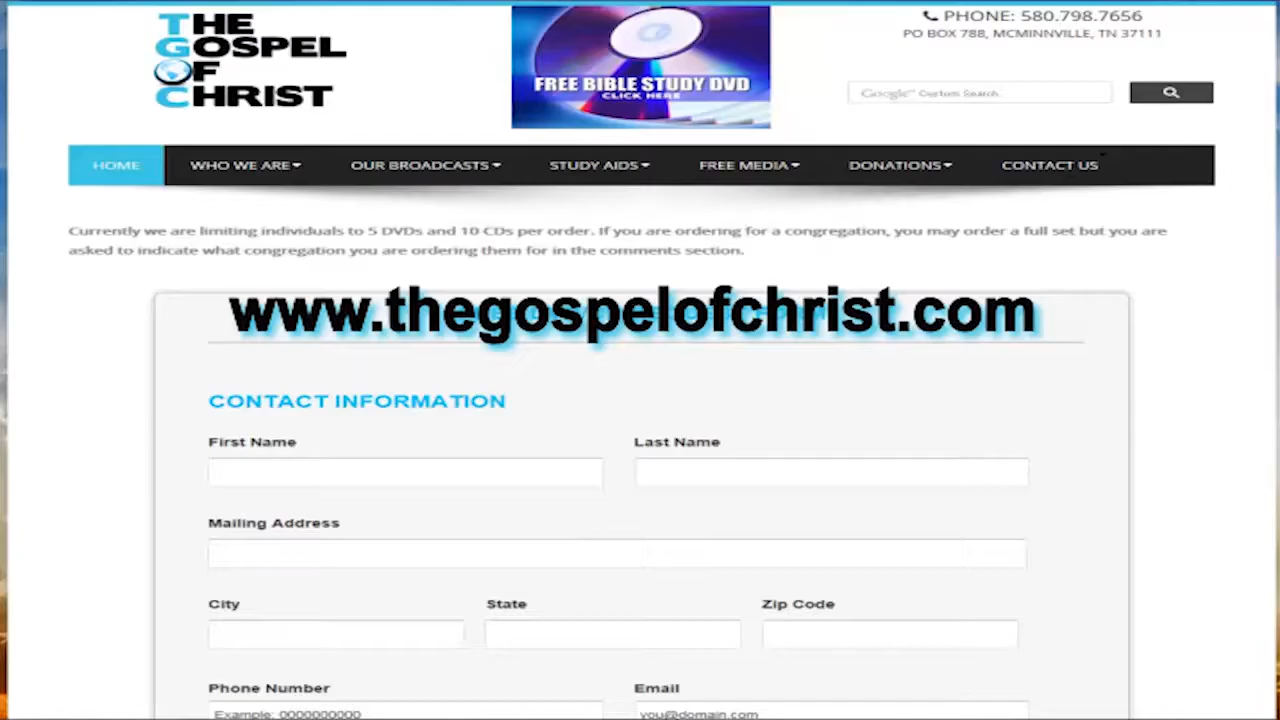 THE
GOSPEL
OF
CHRIST
FREE BIBLE STUDY DVD
CLICK HERE
PHONE: 580.798.7656
PO BOX 788, MCMINNVILLE, TN 37111
Google™ Custom Search
HOME WHO WE ARE OUR BROADCASTS STUDY AIDS FREE MEDIA DONATIONS CONTACT US
Currently we are limiting individuals to 5 DVDs and 10 CDs per order. If you are ordering for a congregation, you may order a full set but you are
asked to indicate what congregation you are ordering them for in the comments section.
www.thegospelofchrist.com
CONTACT INFORMATION
First Name Last Name
Mailing Address
City State Zip Code
Phone Number Email
Example: 0000000000 you@domain.com